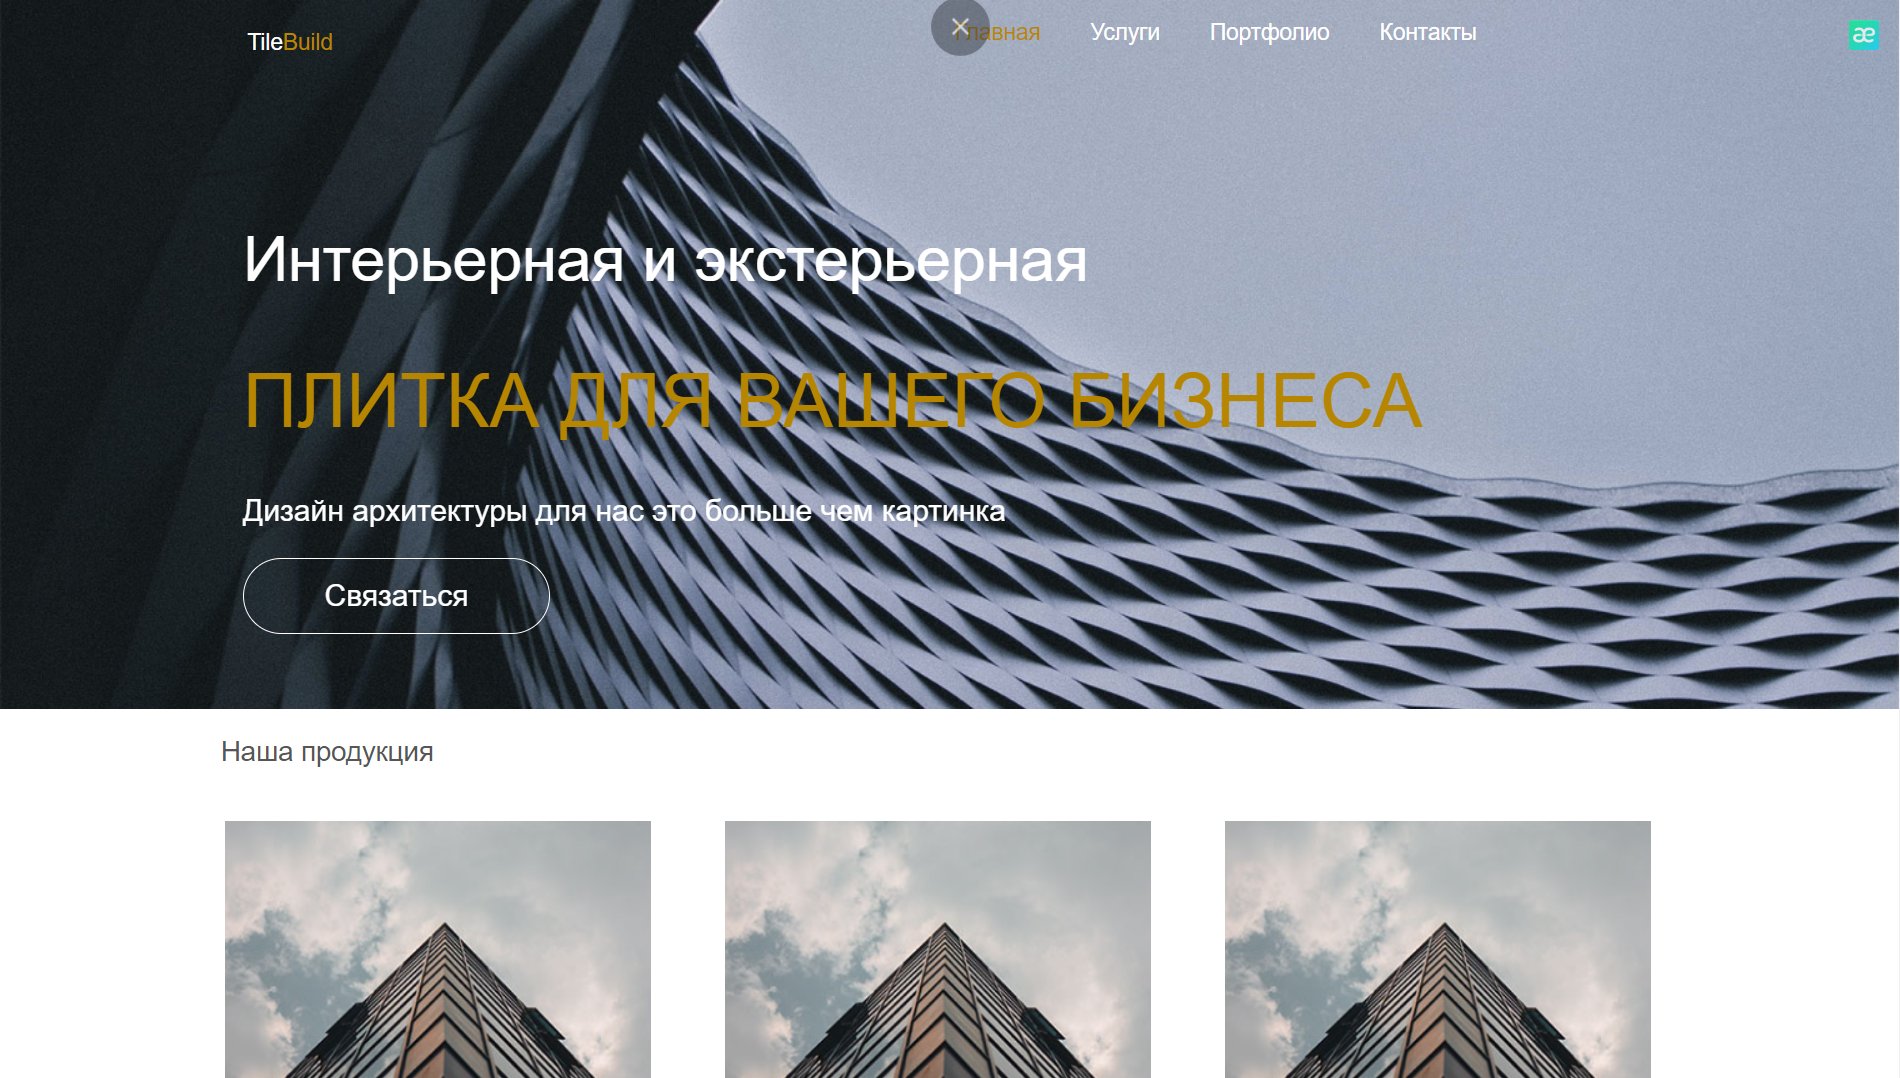 TileBuild
Главная Услуги Портфолио Контакты
æ
Интерьерная и экстерьерная
ПЛИТКА ДЛЯ ВАШЕГО БИЗНЕСА
Дизайн архитектуры для нас это больше чем картинка
Связаться
Наша продукция